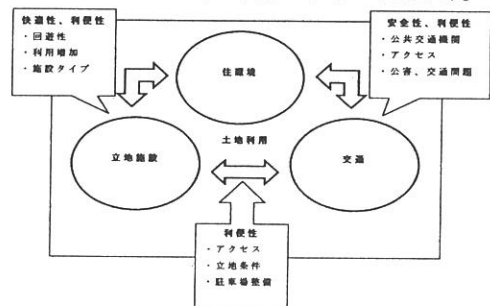 快適性、利便性
・回遊性
・利用増加
・施設タイプ
安全性、利便性
・公共交通機関
・アクセス
・公害、交通問題
住環境
土地利用
立地施設
交通
利便性
・アクセス
・立地条件
・駐車場整備